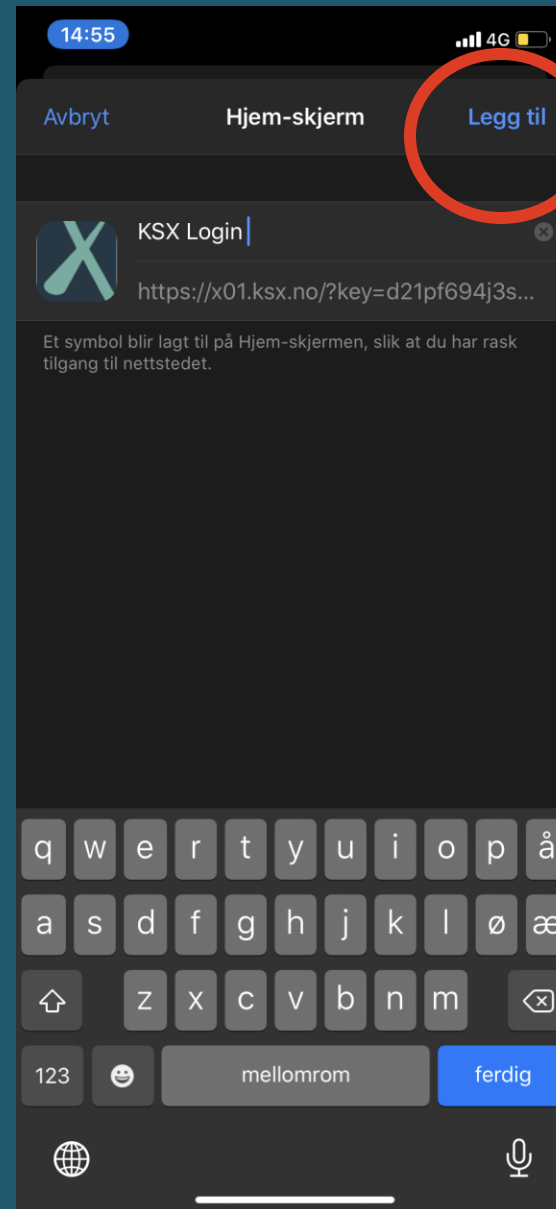 14:55
4G
Avbryt
Hjem-skjerm
Legg til
KSX Login
https://x01.ksx.no/?key=d21pf694j3s...
Et symbol blir lagt til på Hjem-skjermen, slik at du har rask
tilgang til nettstedet.
q w e r t y u i o p å
a s d f g h j k l ø æ
z x c v b n m
123
mellomrom
ferdig